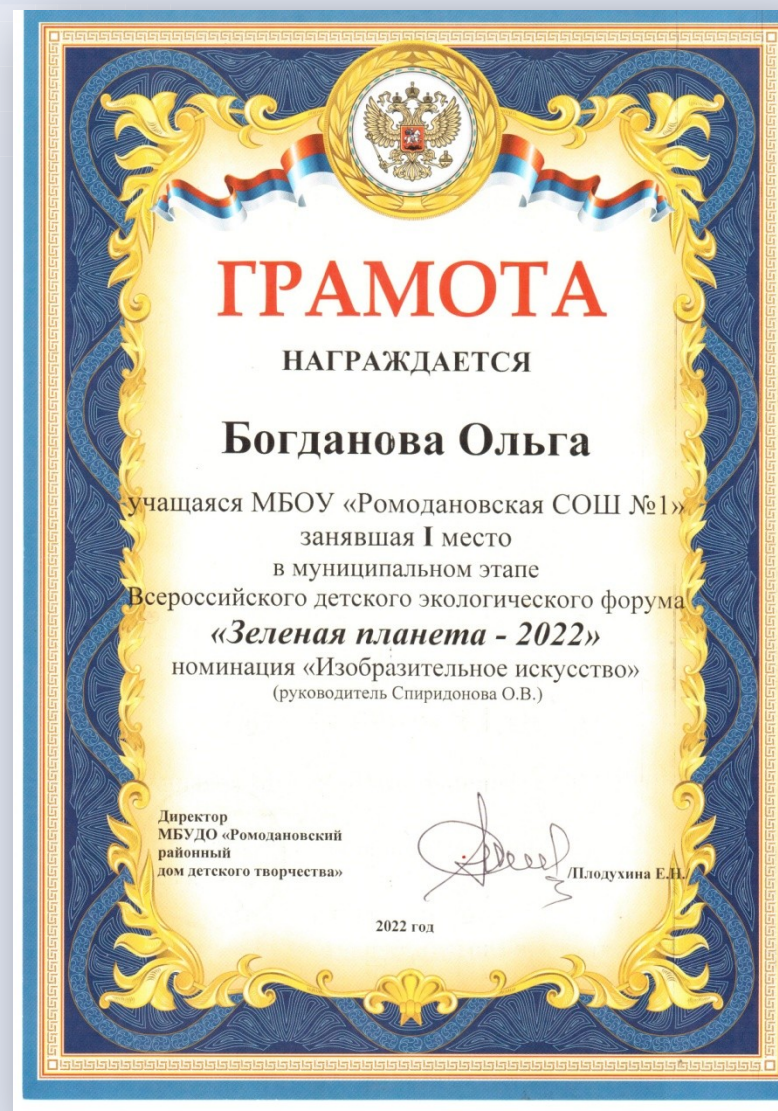 ГРАМОТА
НАГРАЖДАЕТСЯ
Богданова Ольга
учащаяся МБОУ «Ромодановская СОШ №1»
занявшая I место
в муниципальном этапе
Всероссийского детского экологического форума
«Зеленая планета - 2022»
номинация «Изобразительное искусство»
(руководитель Спиридонова О.В.)
Директор
МБУДО «Ромодановский
районный
дом детского творчества»
/Плодухина Е.Н./
2022 год